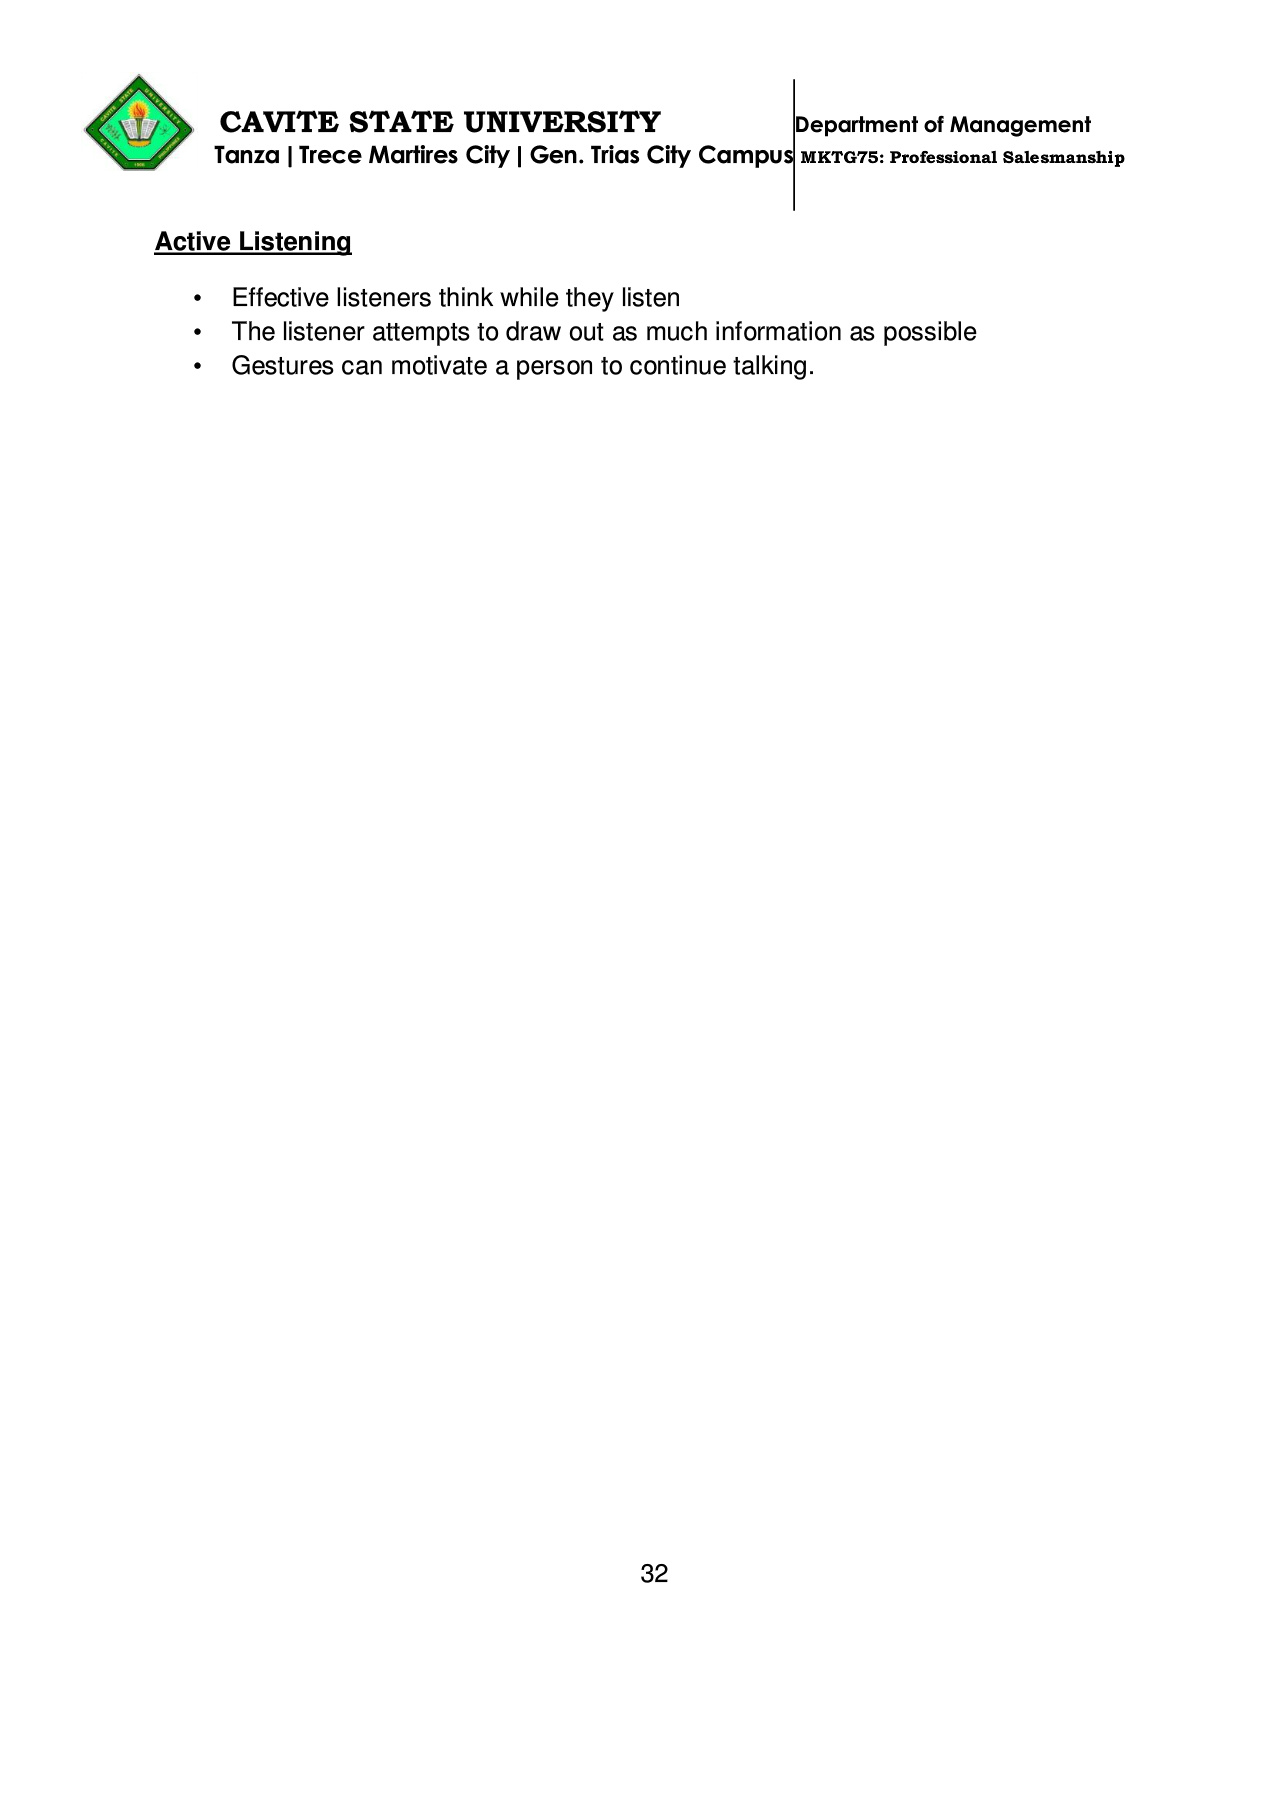 CAVITE STATE UNIVERSITY
Tanza | Trece Martires City | Gen. Trias City Campus
Department of Management
MKTG75: Professional Salesmanship
Active Listening
• Effective listeners think while they listen
• The listener attempts to draw out as much information as possible
• Gestures can motivate a person to continue talking.
32